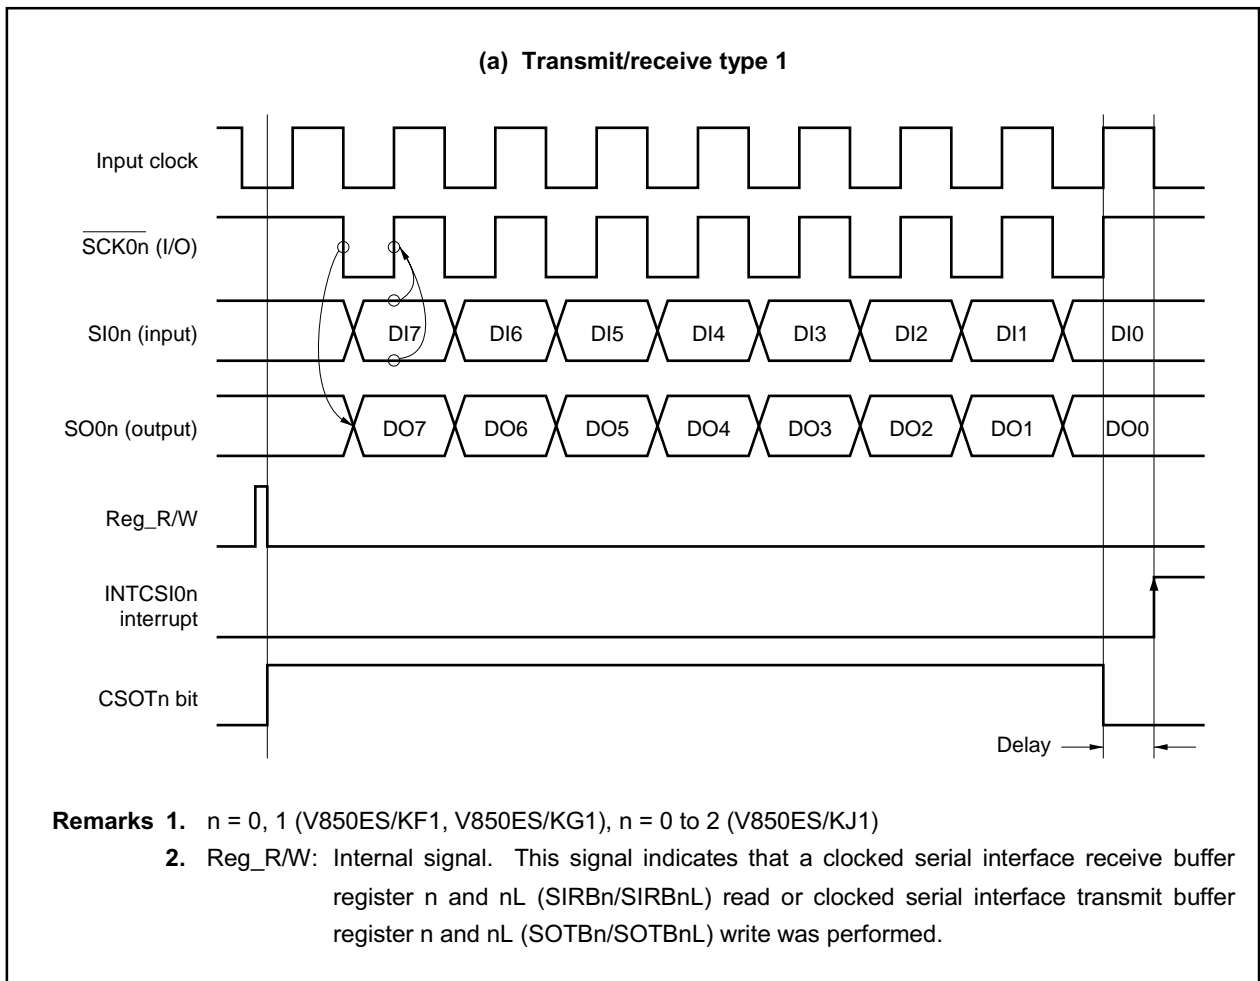 (a) Transmit/receive type 1
Input clock
SCK0n (I/O)
SI0n (input)
DI7 DI6 DI5 DI4 DI3 DI2 DI1 DI0
SO0n (output)
DO7 DO6 DO5 DO4 DO3 DO2 DO1 DO0
Reg_R/W
INTCSI0n
interrupt
CSOTn bit
Delay
Remarks 1. n = 0, 1 (V850ES/KF1, V850ES/KG1), n = 0 to 2 (V850ES/KJ1)
2. Reg_R/W: Internal signal. This signal indicates that a clocked serial interface receive buffer
register n and nL (SIRBn/SIRBnL) read or clocked serial interface transmit buffer
register n and nL (SOTBn/SOTBnL) write was performed.